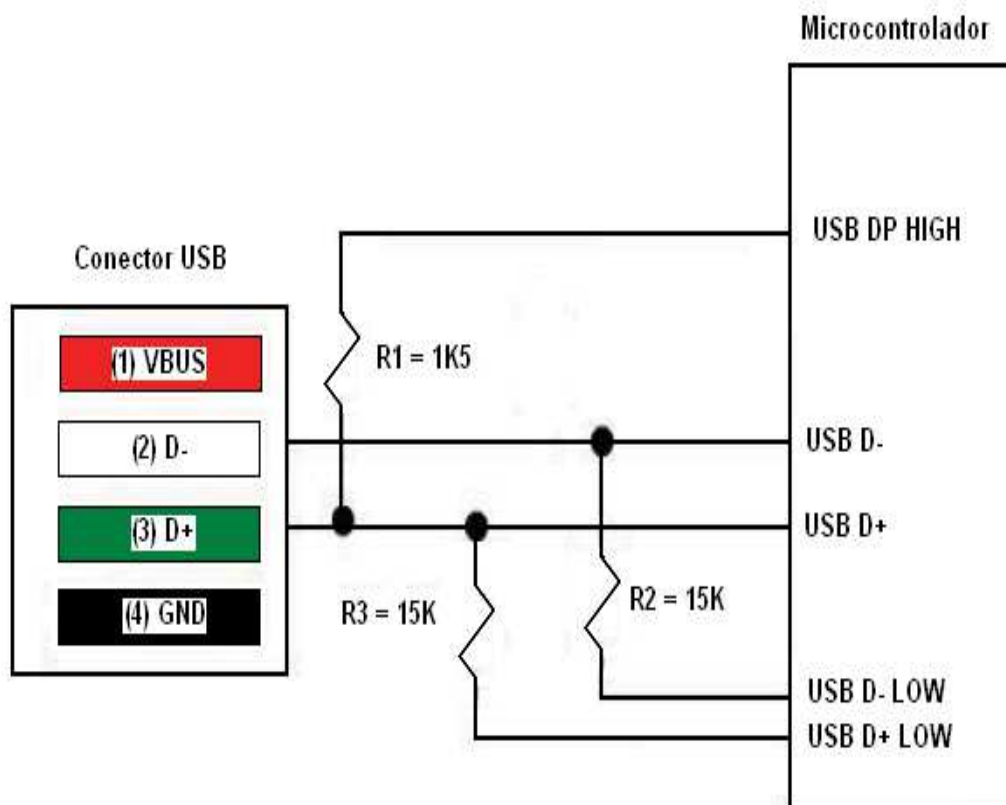 Microcontrolador
USB DP HIGH
Conector USB
(1) VBUS
R1 = 1K5
(2) D-
USB D-
(3) D+
USB D+
(4) GND
R3 = 15K
R2 = 15K
USB D- LOW
USB D+ LOW